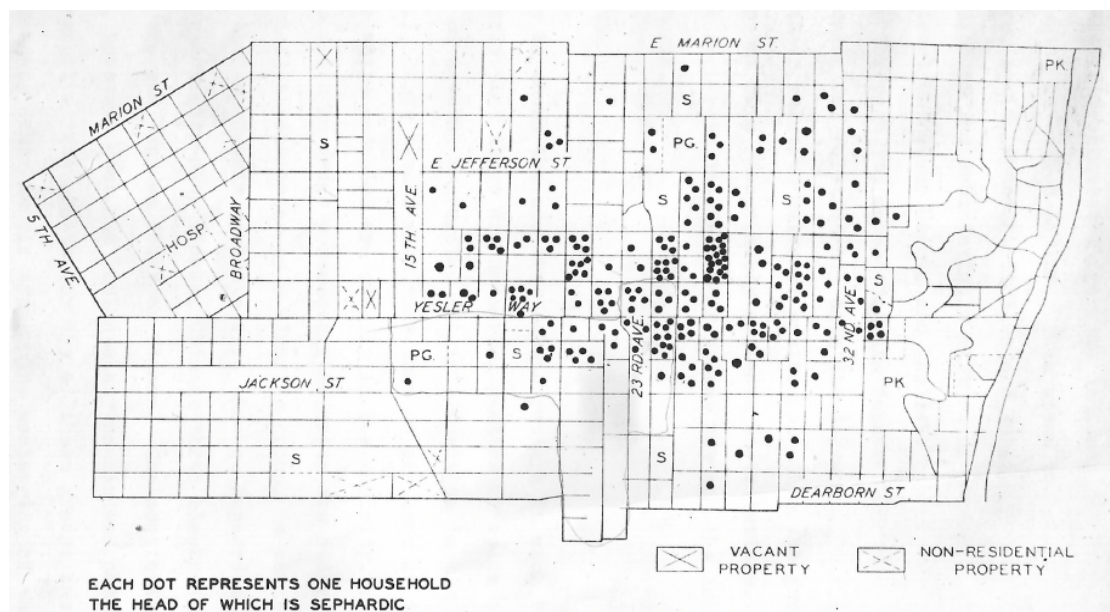 E MARION ST.
PK.
MARION ST
S
S
PG.
E JEFFERSON ST
S
S
5 TH. AVE.
HOSP.
BROADWAY
15TH AVE.
S
YESLER WAY
23 RD. AVE.
32 ND AVE.
PG.
S
JACKSON ST
PK
S
S
DEARBORN ST
VACANT
PROPERTY
NON-RESIDENTIAL
PROPERTY
EACH DOT REPRESENTS ONE HOUSEHOLD
THE HEAD OF WHICH IS SEPHARDIC